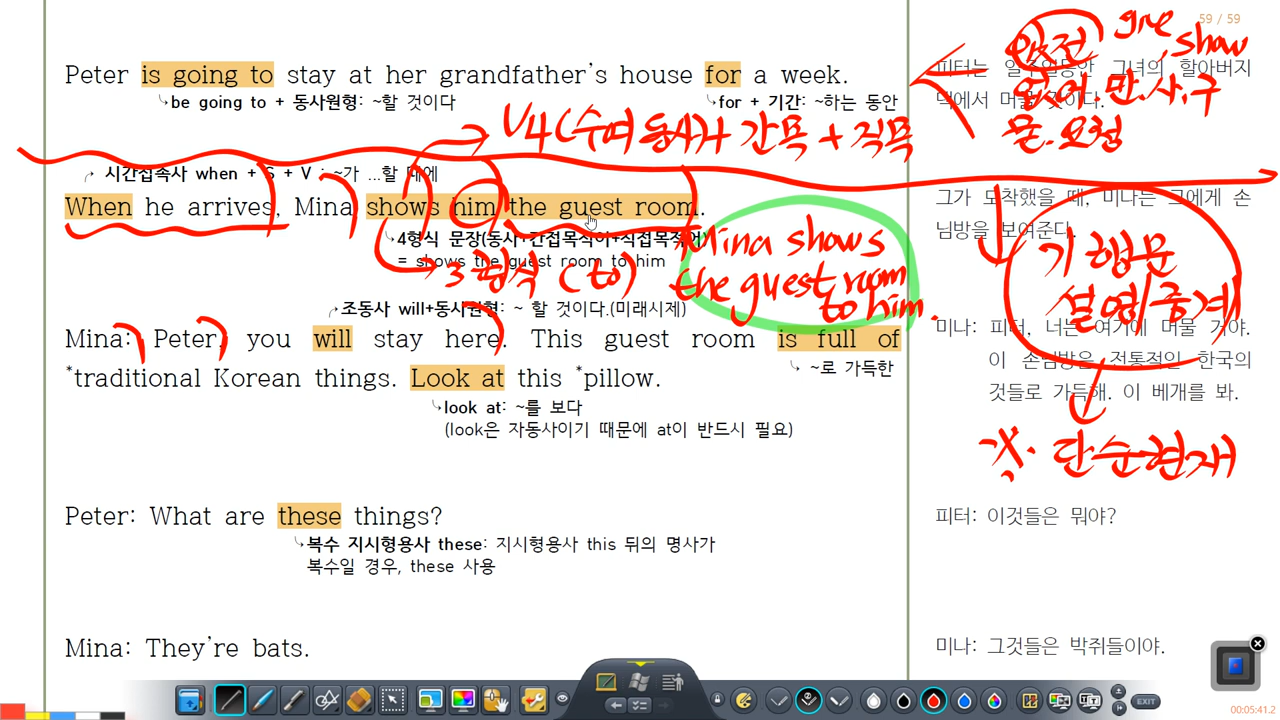 59 / 59
Peter is going to stay at her grandfather's house for a week.
be going to + 동사원형: ~할 것이다
for + 기간: ~하는 동안
피터는 일주일동안 그녀의 할아버지
댁에서 머물 것이다.
완전 give, show
없어.만.사.구
묻.요청
V4(수여동사)+ 간목 + 직목
시간접속사 when + S + V : ~가 ...할 때에
When he arrives, Mina shows him the guest room.
4형식 문장(동사+간접목적어+직접목적어)
= shows the guest room to him
3형식 (to)
Mina shows
the guest room
to him.
그가 도착했을 때, 미나는 그에게 손
님방을 보여준다.
기행문
설명/중계
※. 단순현재
조동사 will+동사원형: ~ 할 것이다.(미래시제)
Mina: Peter, you will stay here. This guest room is full of
~로 가득한
*traditional Korean things. Look at this *pillow.
look at: ~를 보다
(look은 자동사이기 때문에 at이 반드시 필요)
미나: 피터, 너는 여기에 머물 거야.
이 손님방은 전통적인 한국의
것들로 가득해. 이 베개를 봐.
Peter: What are these things?
복수 지시형용사 these: 지시형용사 this 뒤의 명사가
복수일 경우, these 사용
피터: 이것들은 뭐야?
Mina: They're bats.
미나: 그것들은 박쥐들이야.
EXIT
00:05:41.2